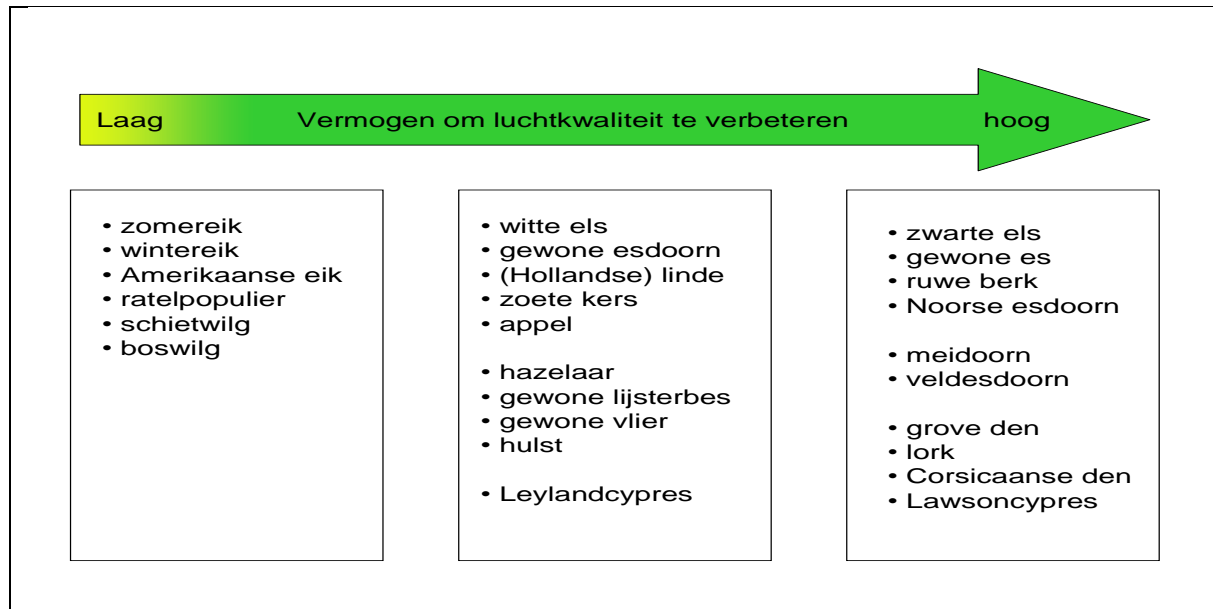 Laag Vermogen om luchtkwaliteit te verbeteren hoog
• zomereik
• wintereik
• Amerikaanse eik
• ratelpopulier
• schietwilg
• boswilg
• witte els
• gewone esdoorn
• (Hollandse) linde
• zoete kers
• appel
• hazelaar
• gewone lijsterbes
• gewone vlier
• hulst
• Leylandcypres
• zwarte els
• gewone es
• ruwe berk
• Noorse esdoorn
• meidoorn
• veldesdoorn
• grove den
• lork
• Corsicaanse den
• Lawsoncypres